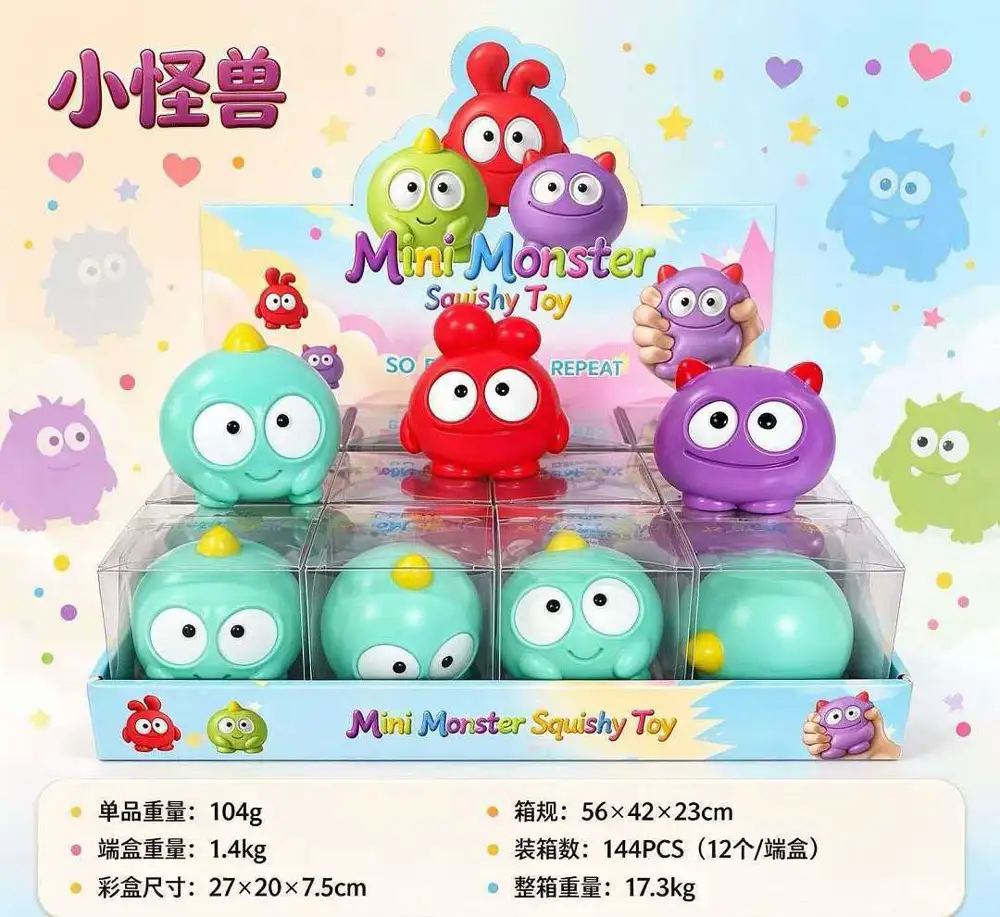 小怪兽
Mini Monster
Squishy Toy
SO
REPEAT
Mini Monster Squishy Toy
单品重量：104g
端盒重量：1.4kg
彩盒尺寸：27×20×7.5cm
箱规：56×42×23cm
装箱数：144PCS（12个/端盒）
整箱重量：17.3kg